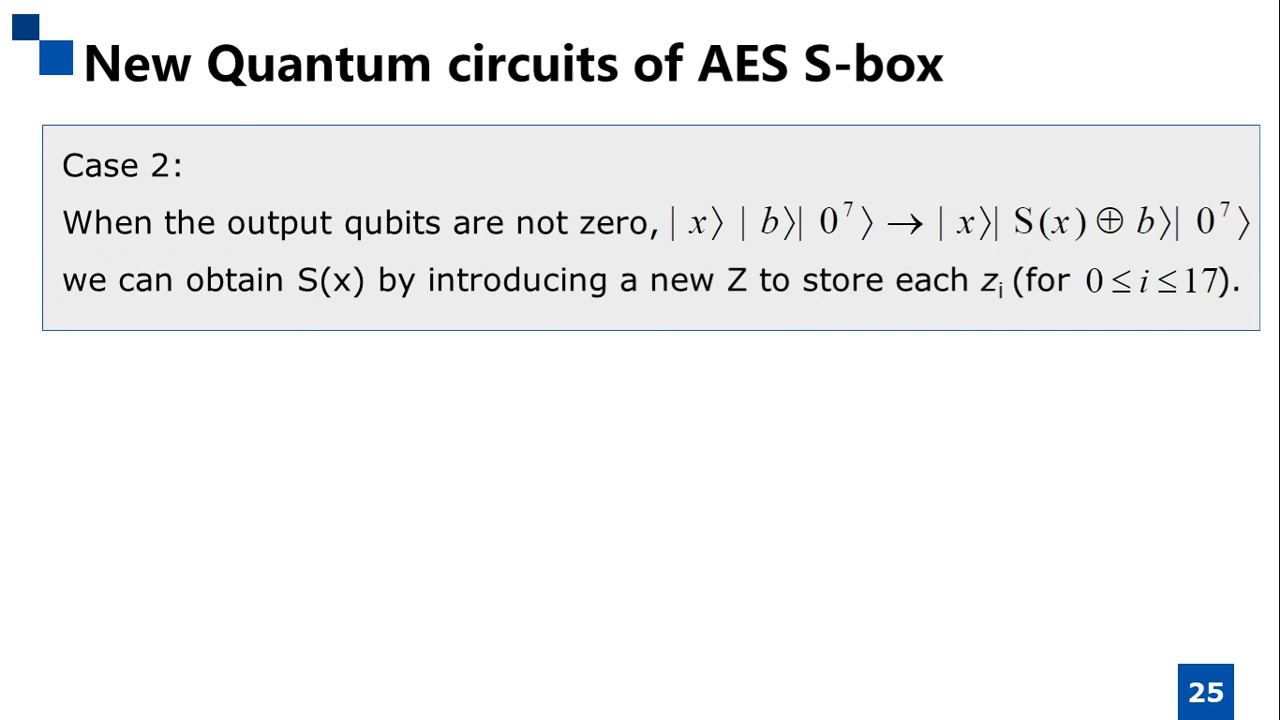 New Quantum circuits of AES S-box
Case 2:
When the output qubits are not zero, | x⟩ | b⟩| 0⁷ ⟩ → | x⟩| S(x) ⊕ b⟩| 0⁷ ⟩
we can obtain S(x) by introducing a new Z to store each zᵢ (for 0 ≤ i ≤ 17).
25